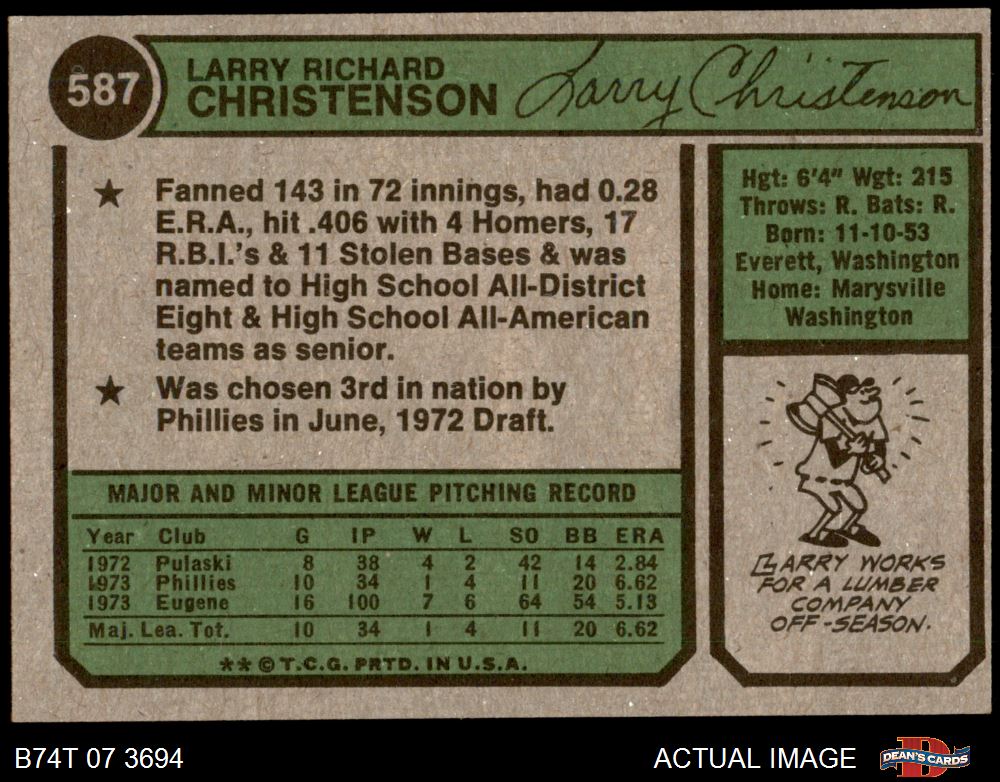 587
LARRY RICHARD
CHRISTENSON
Larry Christenson
★ Fanned 143 in 72 innings, had 0.28
E.R.A., hit .406 with 4 Homers, 17
R.B.I.'s & 11 Stolen Bases & was
named to High School All-District
Eight & High School All-American
teams as senior.
★ Was chosen 3rd in nation by
Phillies in June, 1972 Draft.
Hgt: 6'4" Wgt: 215
Throws: R. Bats: R.
Born: 11-10-53
Everett, Washington
Home: Marysville
Washington
MAJOR AND MINOR LEAGUE PITCHING RECORD
Year Club G IP W L SO BB ERA
1972 Pulaski 8 38 4 2 42 14 2.84
1973 Phillies 10 34 1 4 11 20 6.62
1973 Eugene 16 100 7 6 64 54 5.13
Maj. Lea. Tot. 10 34 1 4 11 20 6.62
** © T.C.G. PRTD. IN U.S.A.
LARRY WORKS
FOR A LUMBER
COMPANY
OFF-SEASON.
B74T 07 3694
ACTUAL IMAGE
DEAN'S CARDS